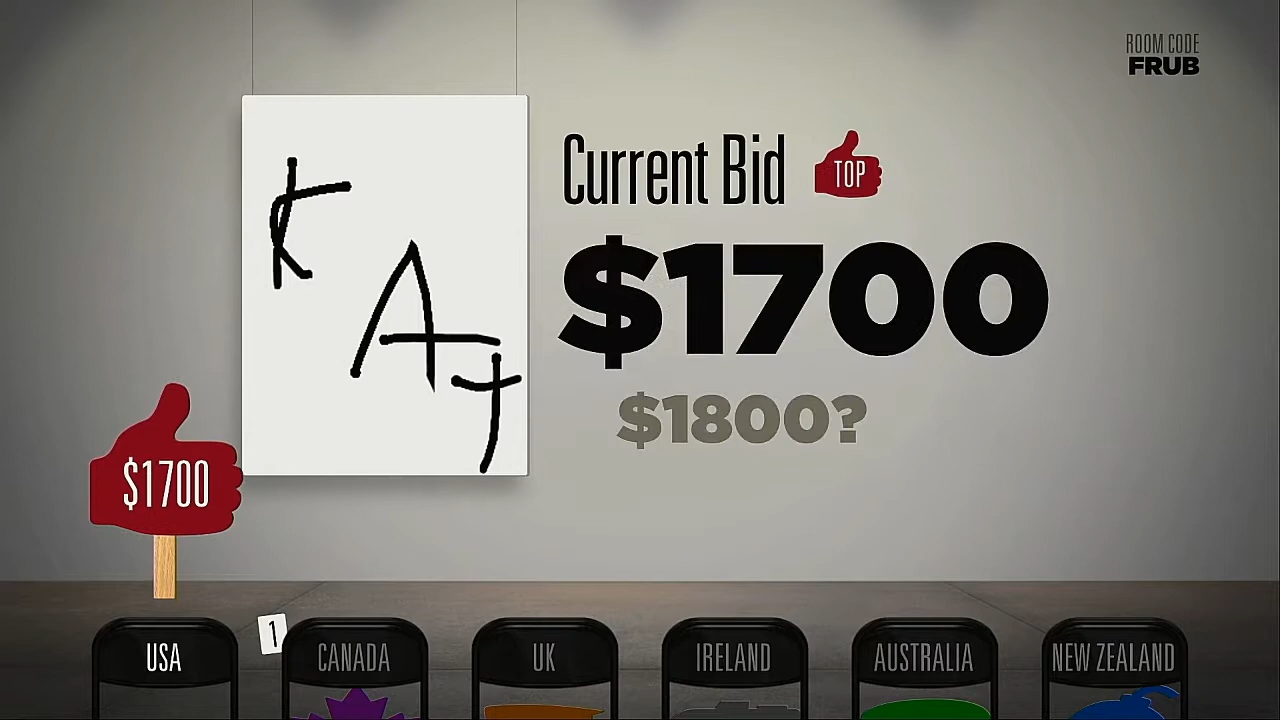 ROOM CODE
FRUB
KAT
Current Bid TOP
$1700
$1800?
$1700
1
USA CANADA UK IRELAND AUSTRALIA NEW ZEALAND